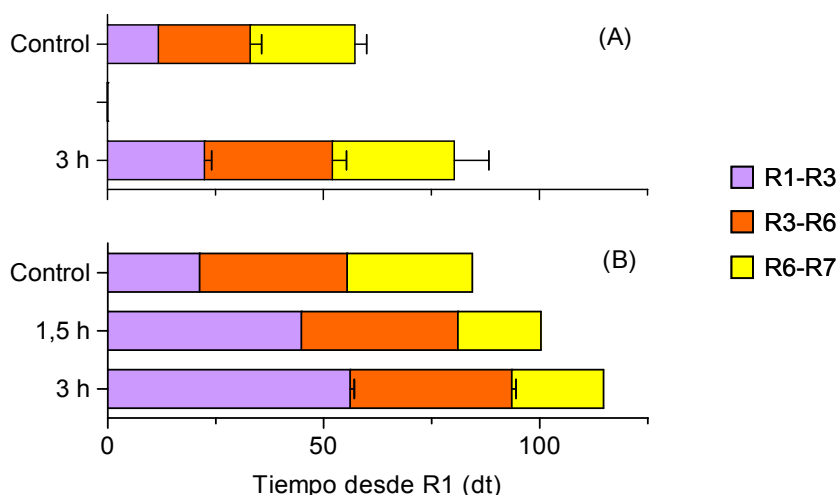 Control
(A)
3 h
R1-R3
R3-R6
R6-R7
Control
(B)
1,5 h
3 h
0
50
100
Tiempo desde R1 (dt)